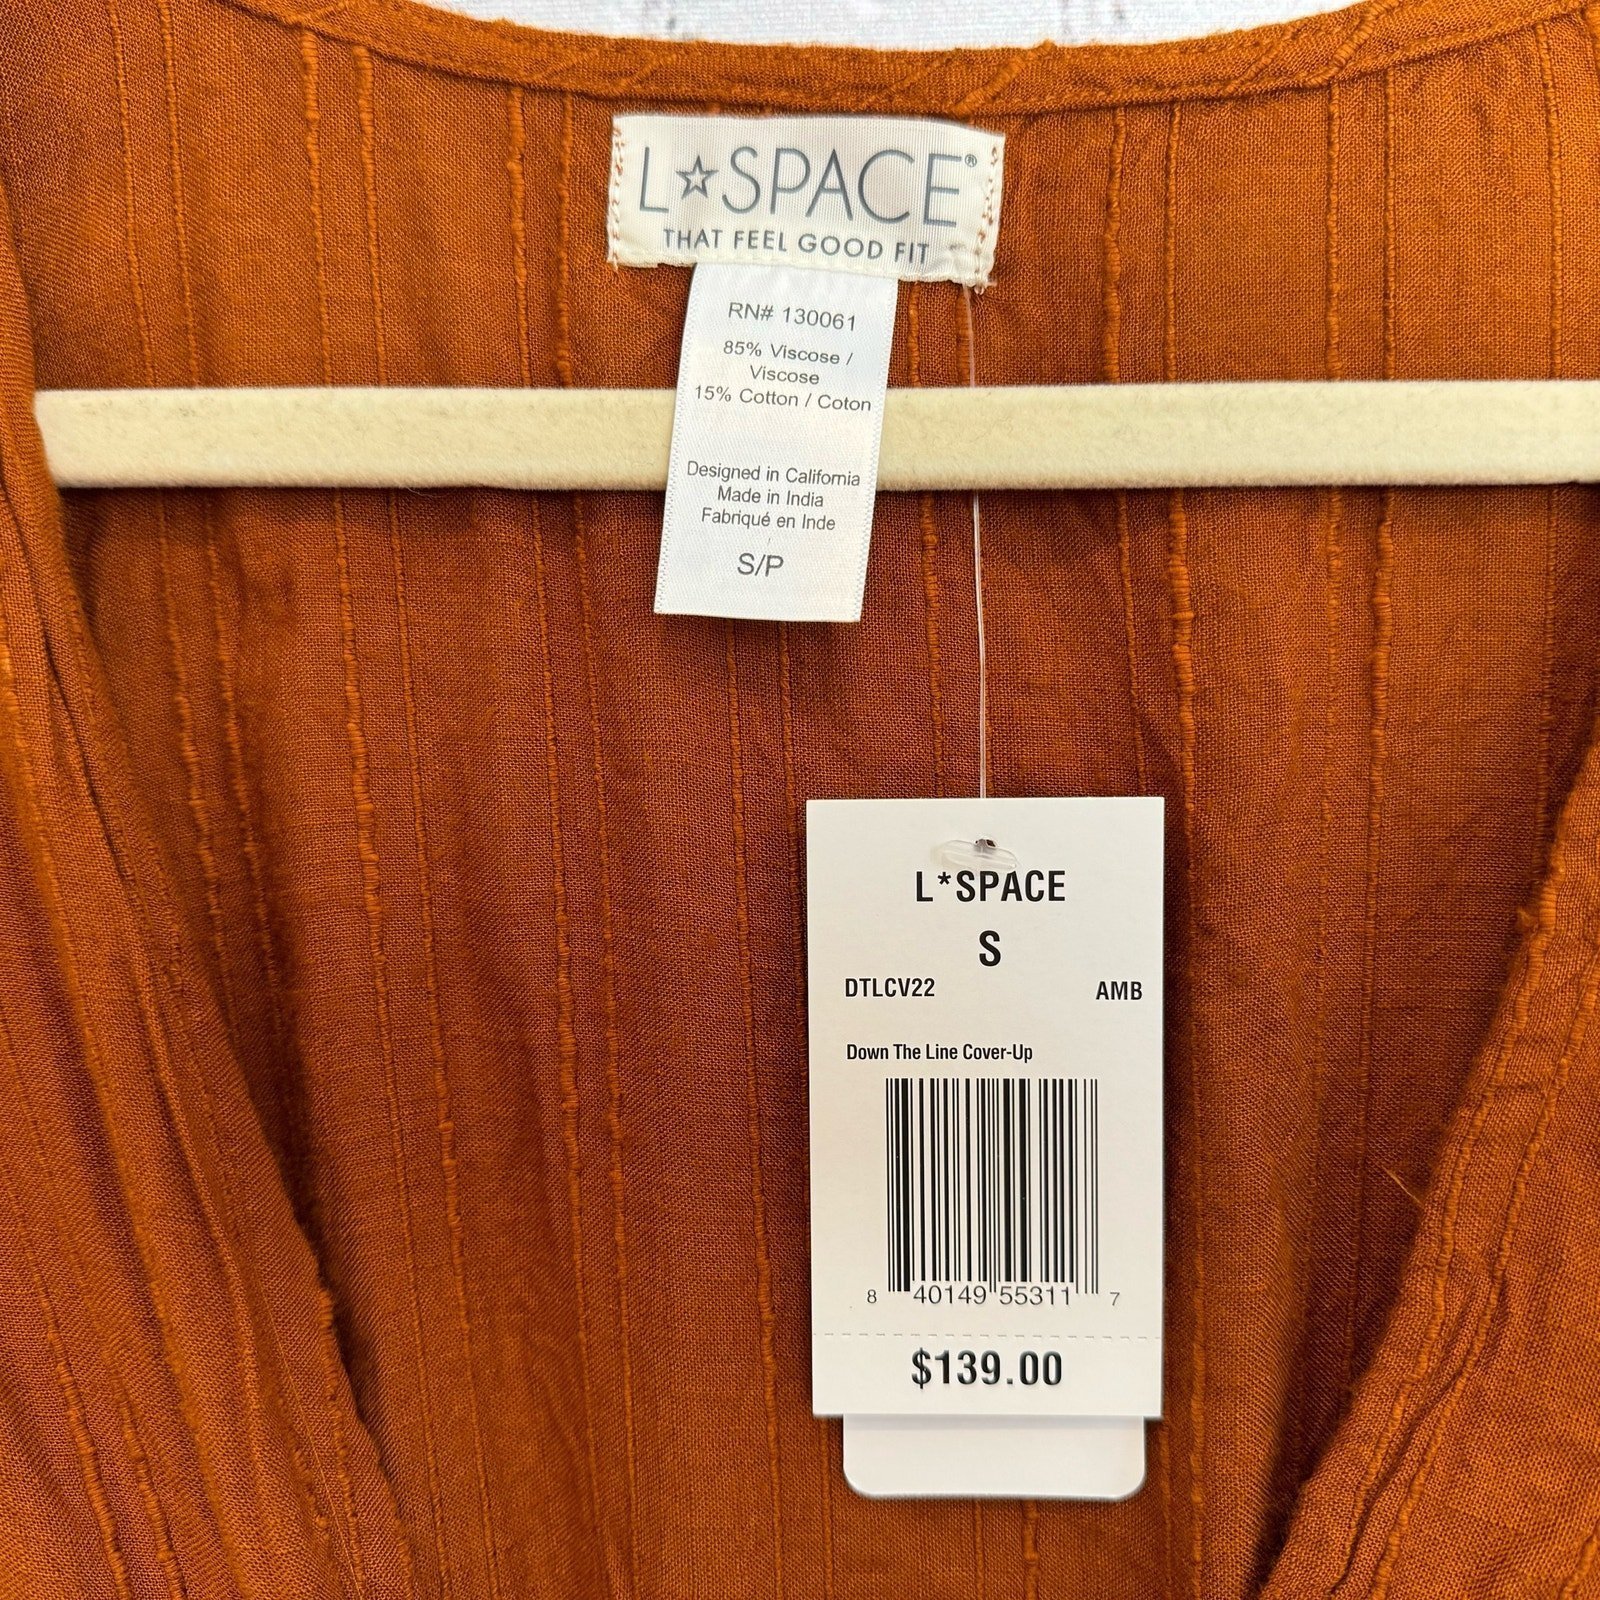 L☆SPACE®
THAT FEEL GOOD FIT
RN# 130061
85% Viscose /
Viscose
15% Cotton / Coton
Designed in California
Made in India
Fabriqué en Inde
S/P
L*SPACE
S
DTLCV22 AMB
Down The Line Cover-Up
8 40149 55311 7
$139.00